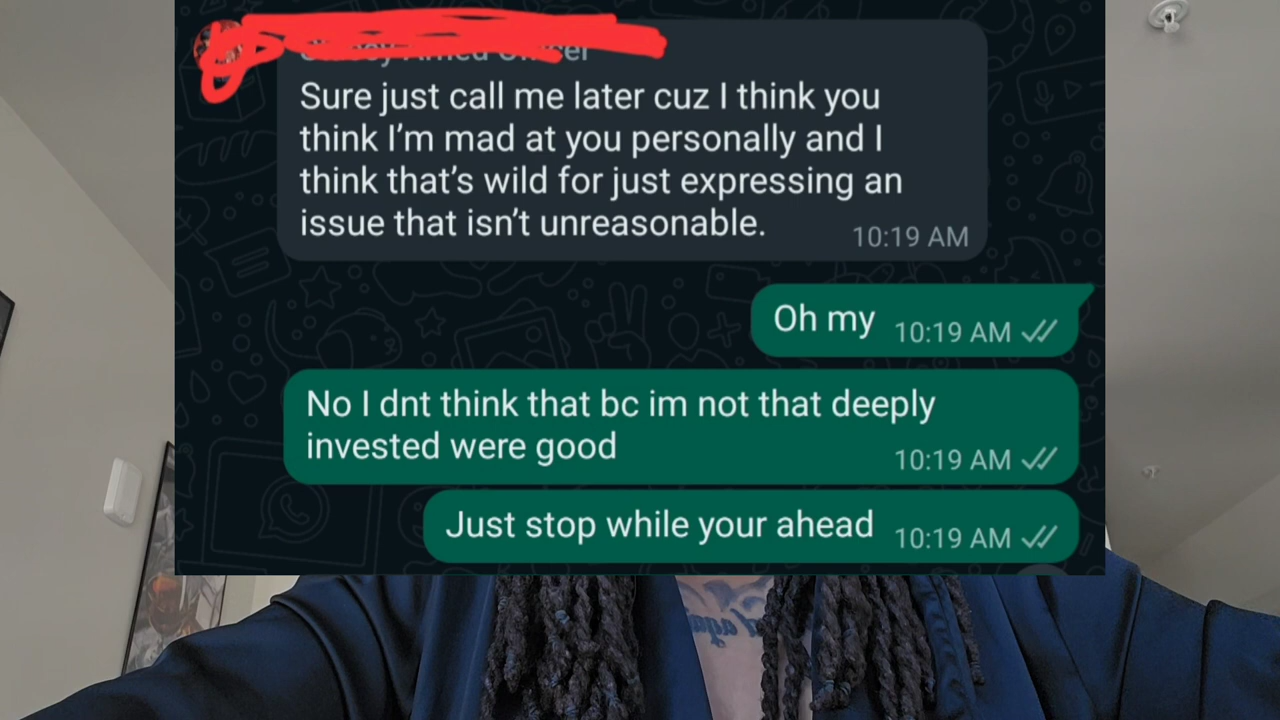 Sure just call me later cuz I think you
think I'm mad at you personally and I
think that's wild for just expressing an
issue that isn't unreasonable. 10:19 AM
Oh my 10:19 AM
No I dnt think that bc im not that deeply
invested were good 10:19 AM
Just stop while your ahead 10:19 AM